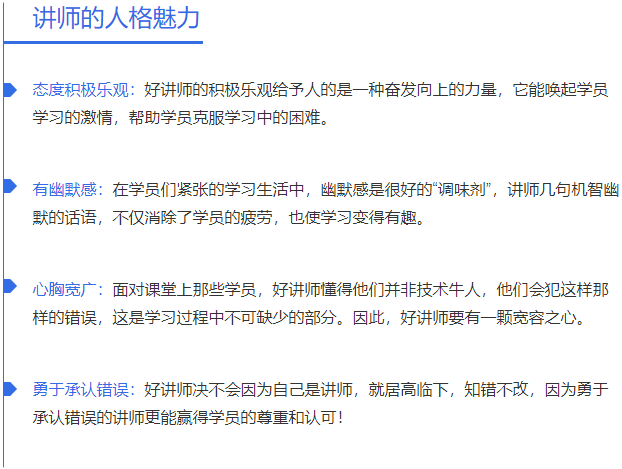 讲师的人格魅力
态度积极乐观：好讲师的积极乐观给予人的是一种奋发向上的力量，它能唤起学员
学习的激情，帮助学员克服学习中的困难。
有幽默感：在学员们紧张的学习生活中，幽默感是很好的“调味剂”，讲师几句机智幽
默的话语，不仅消除了学员的疲劳，也使学习变得有趣。
心胸宽广：面对课堂上那些学员，好讲师懂得他们并非技术牛人，他们会犯这样那
样的错误，这是学习过程中不可缺少的部分。因此，好讲师要有一颗宽容之心。
勇于承认错误：好讲师决不会因为自己是讲师，就居高临下，知错不改，因为勇于
承认错误的讲师更能赢得学员的尊重和认可！